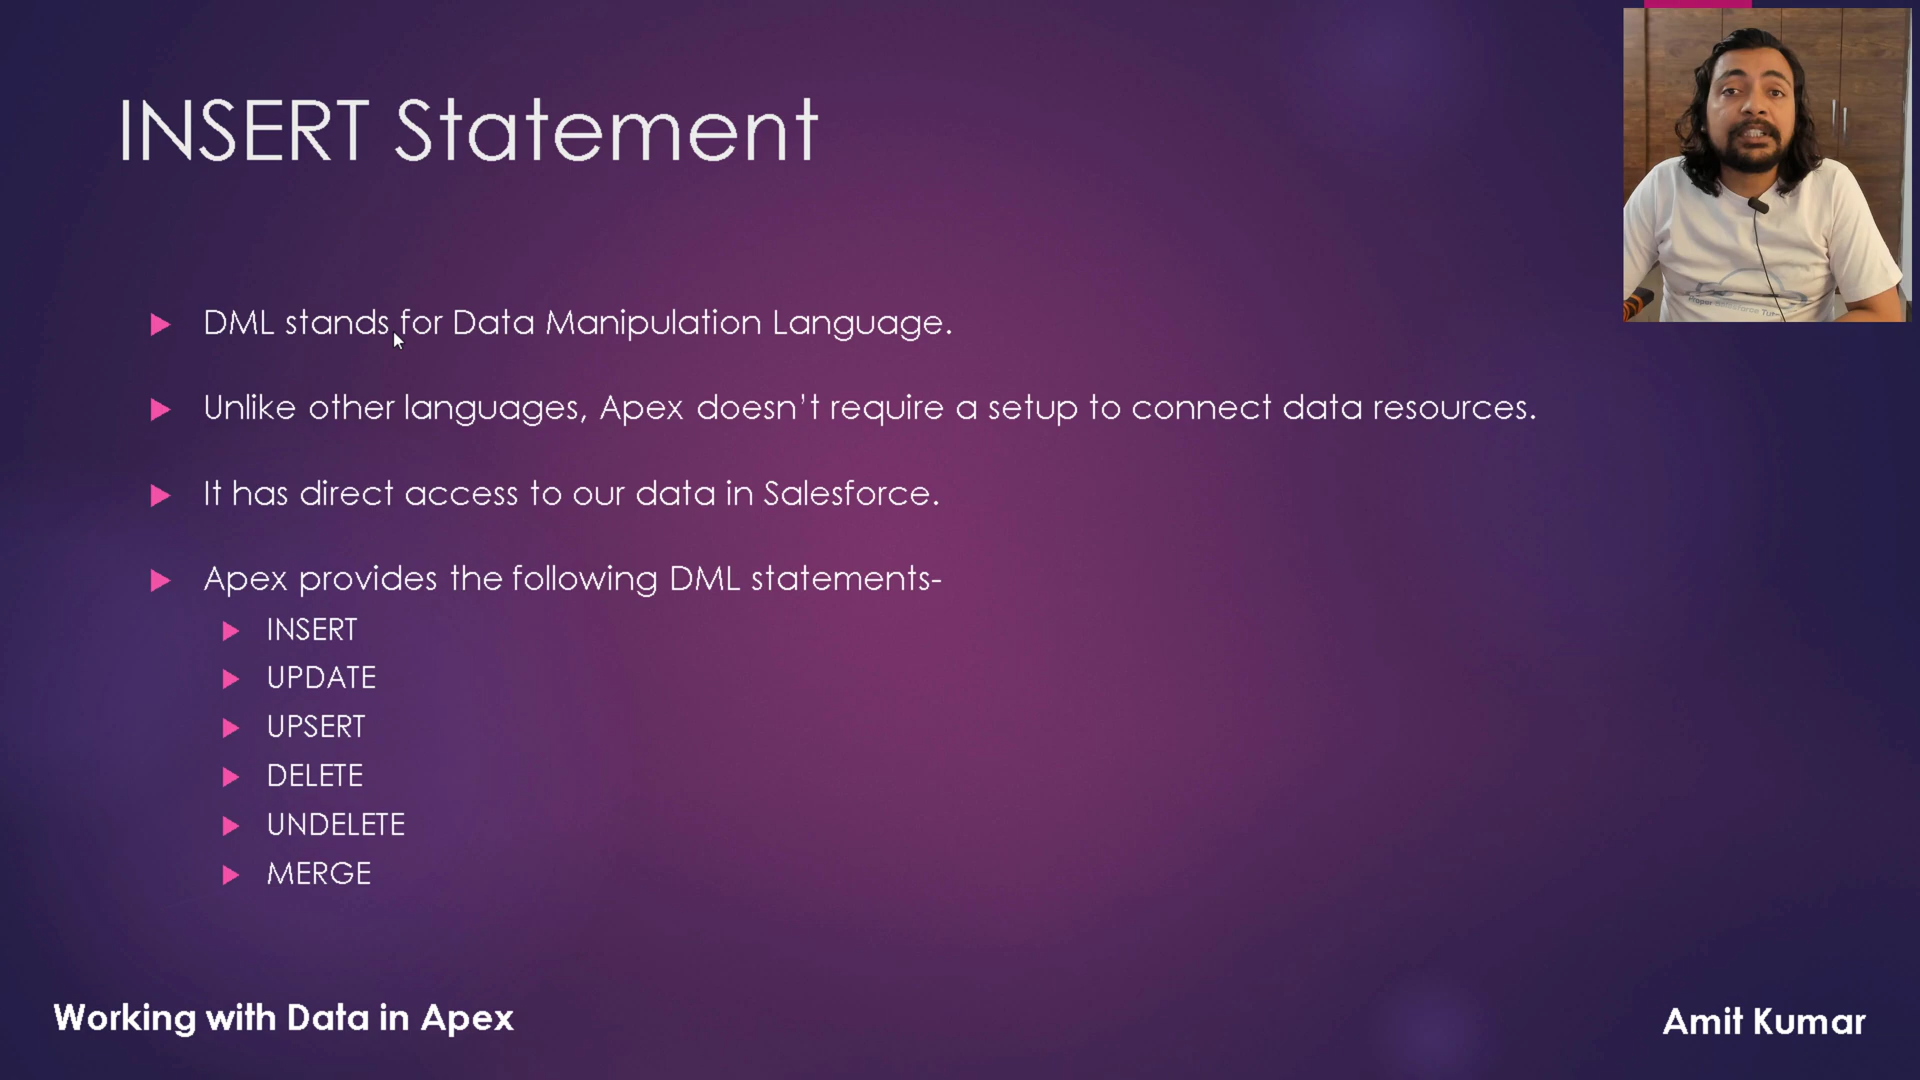 INSERT Statement
DML stands for Data Manipulation Language.
Unlike other languages, Apex doesn't require a setup to connect data resources.
It has direct access to our data in Salesforce.
Apex provides the following DML statements-
INSERT
UPDATE
UPSERT
DELETE
UNDELETE
MERGE
Working with Data in Apex
Amit Kumar